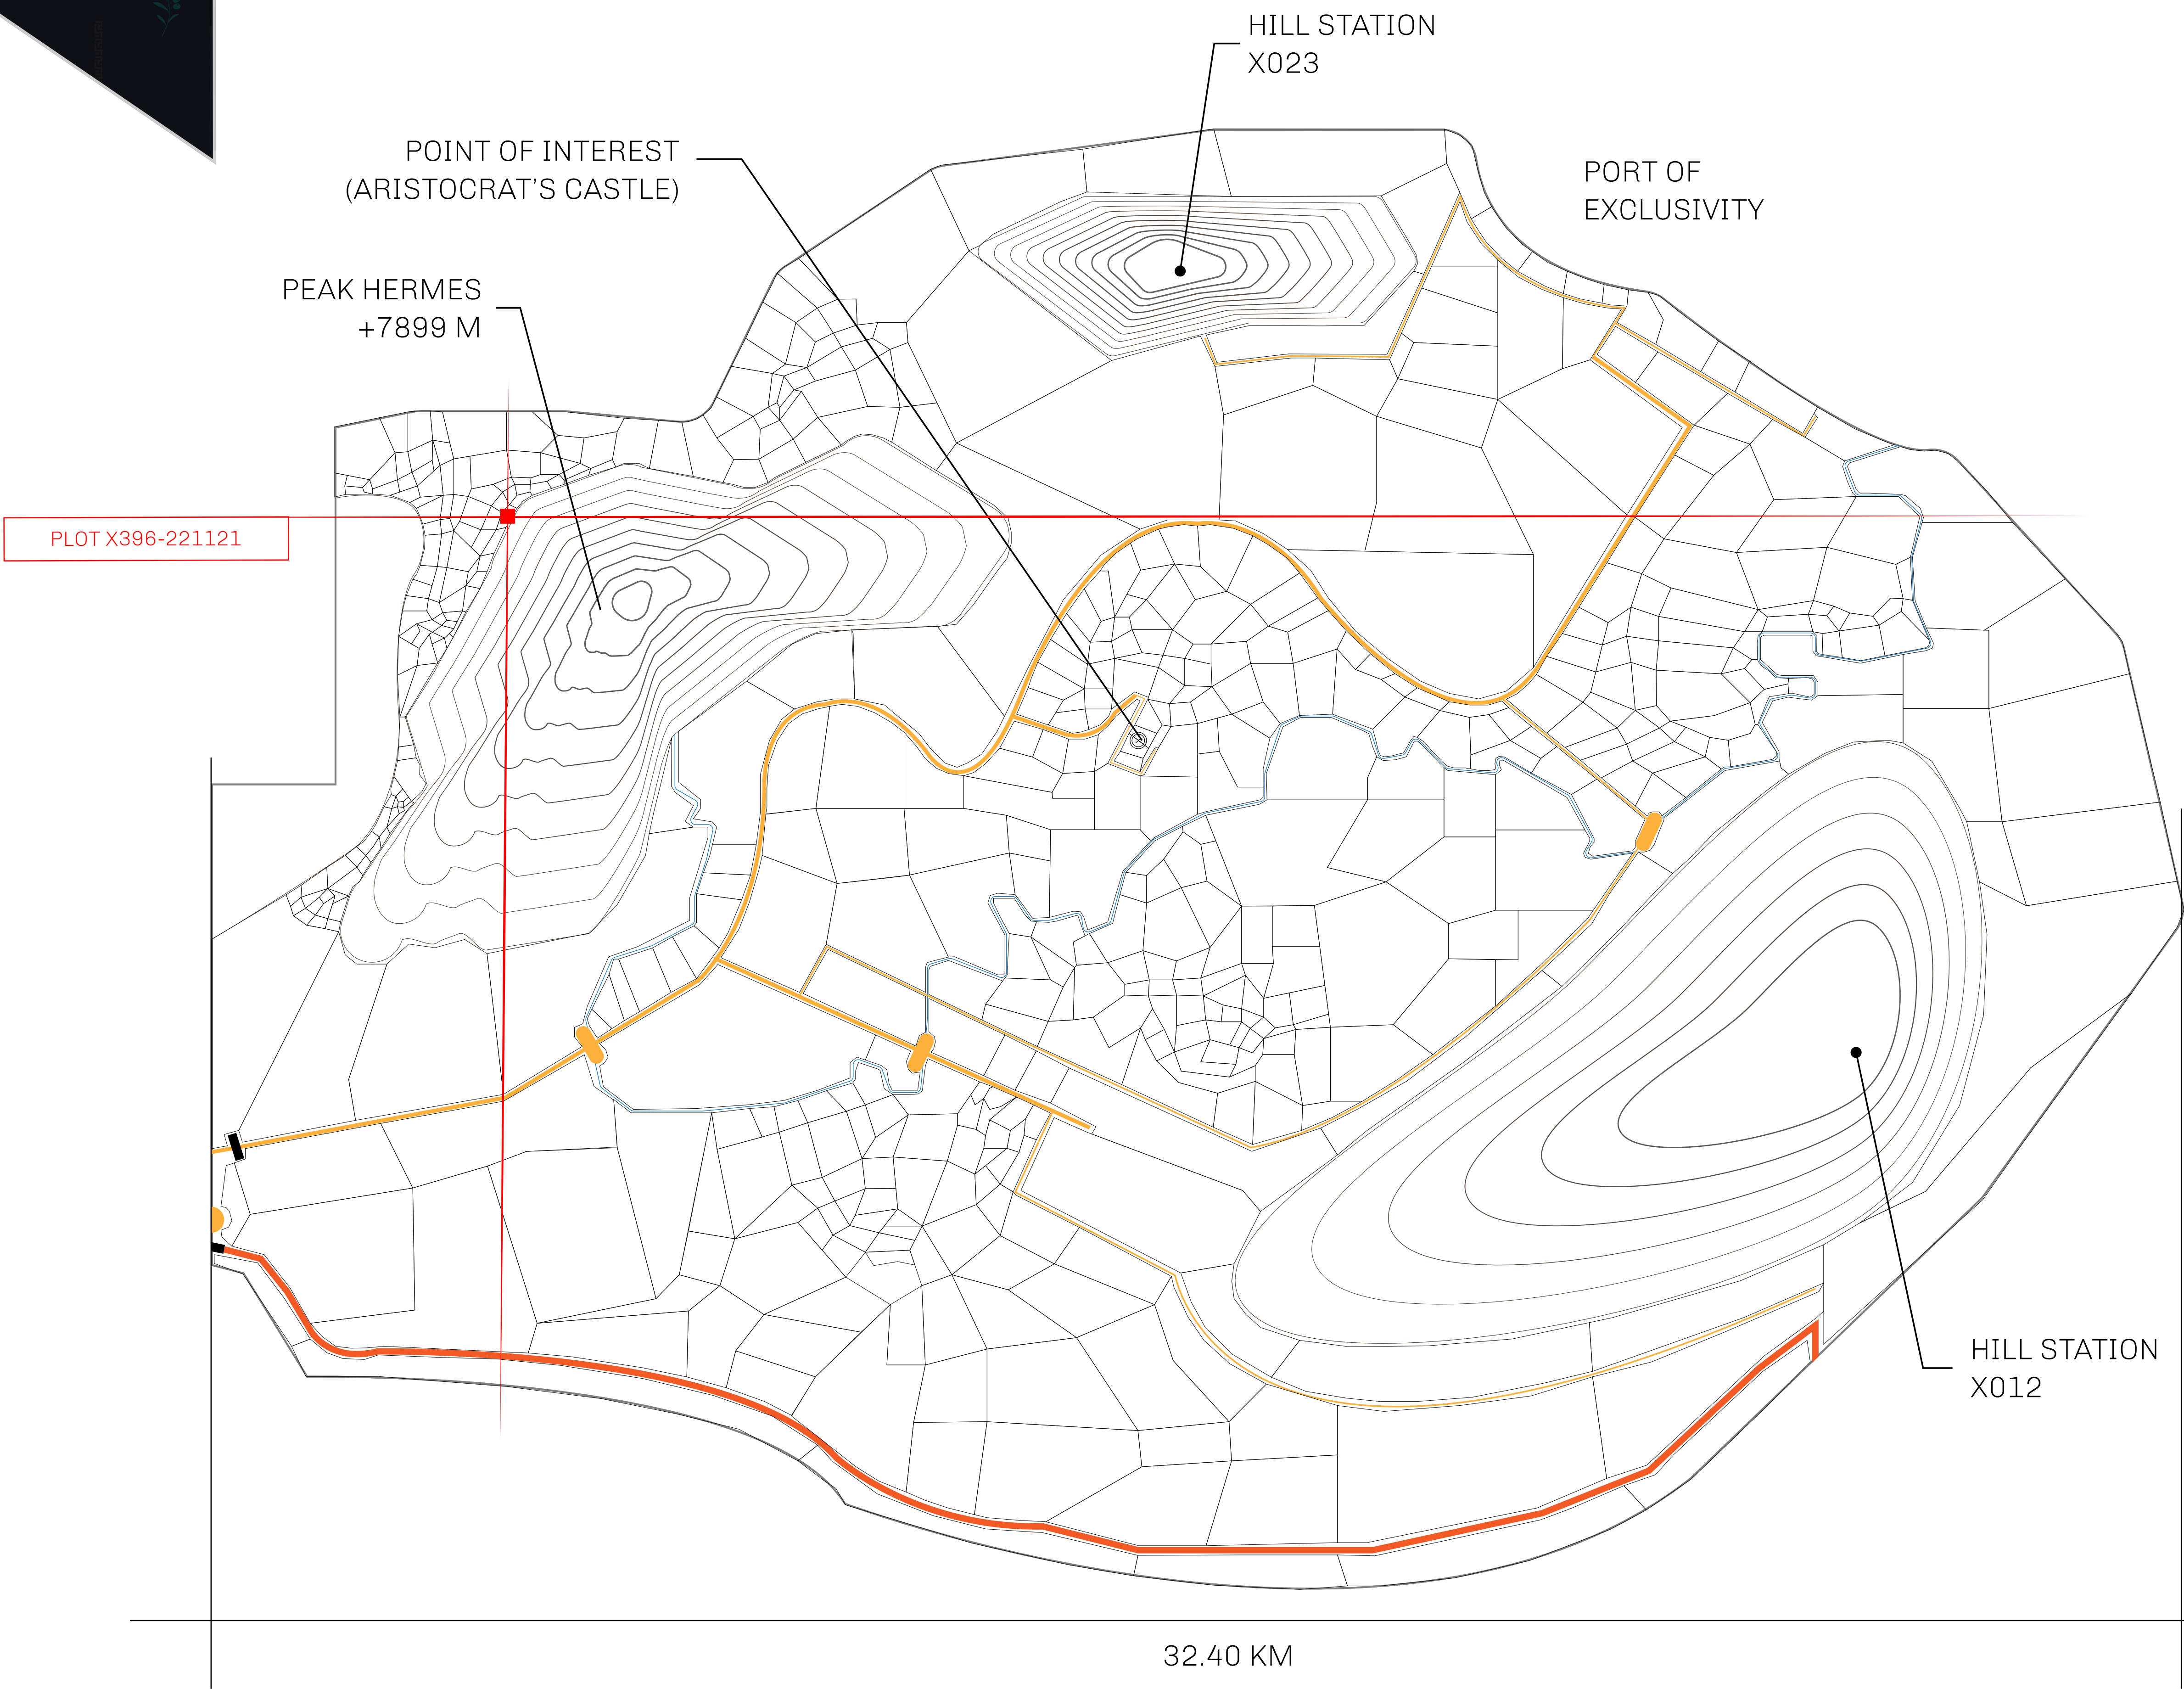 HILL STATION
X023
POINT OF INTEREST
(ARISTOCRAT'S CASTLE)
PORT OF
EXCLUSIVITY
PEAK HERMES
+7899 M
PLOT X396-221121
HILL STATION
X012
32.40 KM